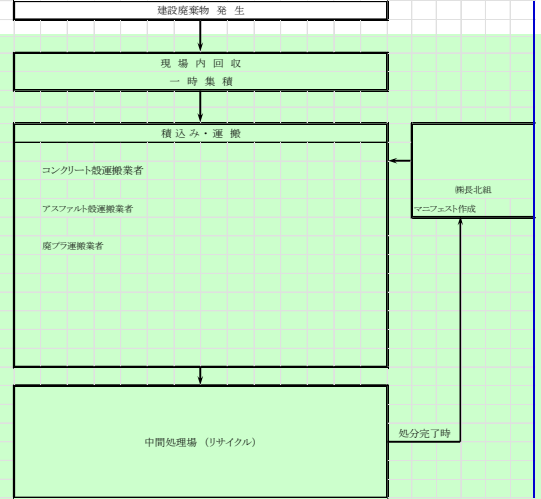 建設廃棄物 発 生
現 場 内 回 収
一 時 集 積
積込み・運 搬
コンクリート殻運搬業者
㈱長北組
アスファルト殻運搬業者
マニフェスト作成
廃プラ運搬業者
処分完了時
中間処理場 （リサイクル）